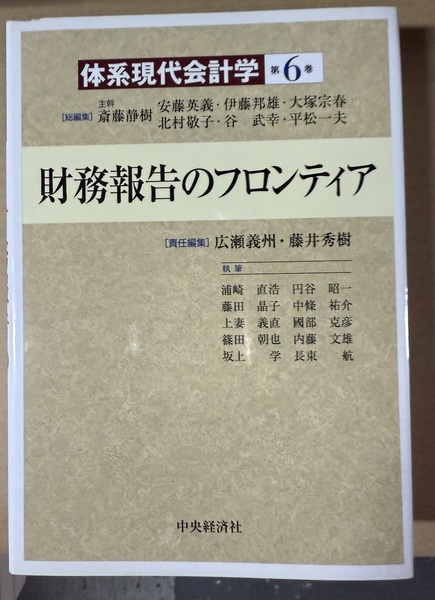 体系現代会計学 第6巻
主幹
[総編集] 斎藤静樹 安藤英義・伊藤邦雄・大塚宗春
北村敬子・谷 武幸・平松一夫
財務報告のフロンティア
[責任編集] 広瀬義州・藤井秀樹
執筆
浦崎 直浩 円谷 昭一
藤田 晶子 中條 祐介
上妻 義直 國部 克彦
篠田 朝也 内藤 文雄
坂上 学 長束 航
中央経済社